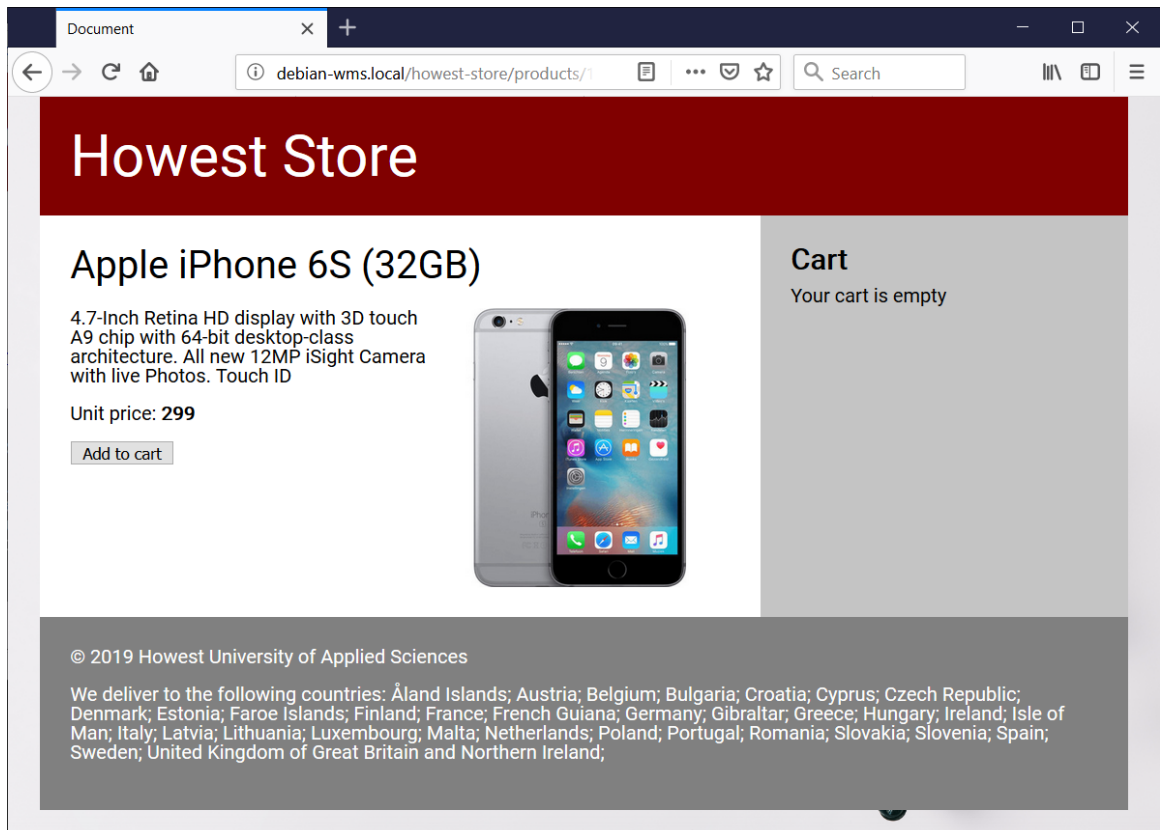 Document
debian-wms.local/howest-store/products/1
Search
Howest Store
Apple iPhone 6S (32GB)
4.7-Inch Retina HD display with 3D touch
A9 chip with 64-bit desktop-class
architecture. All new 12MP iSight Camera
with live Photos. Touch ID
Unit price: 299
Add to cart
Cart
Your cart is empty
© 2019 Howest University of Applied Sciences
We deliver to the following countries: Åland Islands; Austria; Belgium; Bulgaria; Croatia; Cyprus; Czech Republic;
Denmark; Estonia; Faroe Islands; Finland; France; French Guiana; Germany; Gibraltar; Greece; Hungary; Ireland; Isle of
Man; Italy; Latvia; Lithuania; Luxembourg; Malta; Netherlands; Poland; Portugal; Romania; Slovakia; Slovenia; Spain;
Sweden; United Kingdom of Great Britain and Northern Ireland;